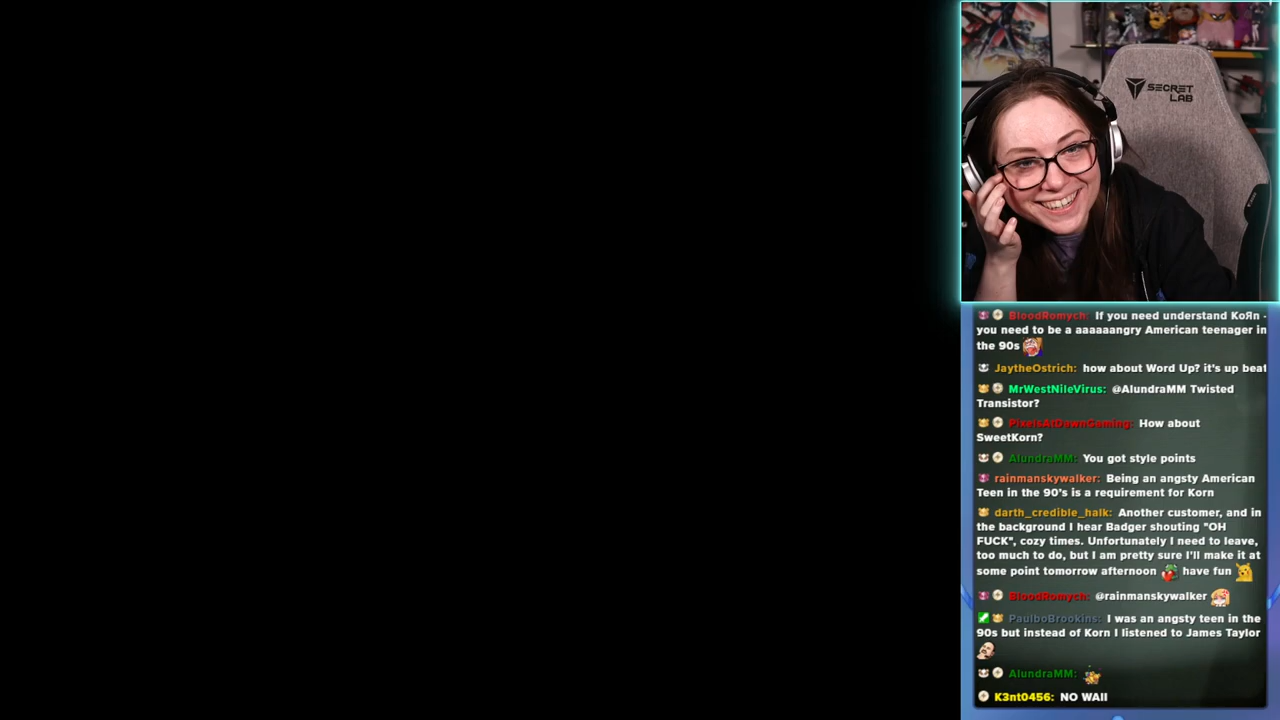 SECRET
LAB
BloodRomych: If you need understand KoЯn -
you need to be a aaaaaangry American teenager in
the 90s
JaytheOstrich: how about Word Up? it's up beat
MrWestNileVirus: @AlundraMM Twisted
Transistor?
PixelsAtDawnGaming: How about
SweetKorn?
AlundraMM: You got style points
rainmanskywalker: Being an angsty American
Teen in the 90's is a requirement for Korn
darth_credible_halk: Another customer, and in
the background I hear Badger shouting "OH
FUCK", cozy times. Unfortunately I need to leave,
too much to do, but I am pretty sure I'll make it at
some point tomorrow afternoon have fun
BloodRomych: @rainmanskywalker
PaulboBrookins: I was an angsty teen in the
90s but instead of Korn I listened to James Taylor
AlundraMM:
K3nt0456: NO WAII